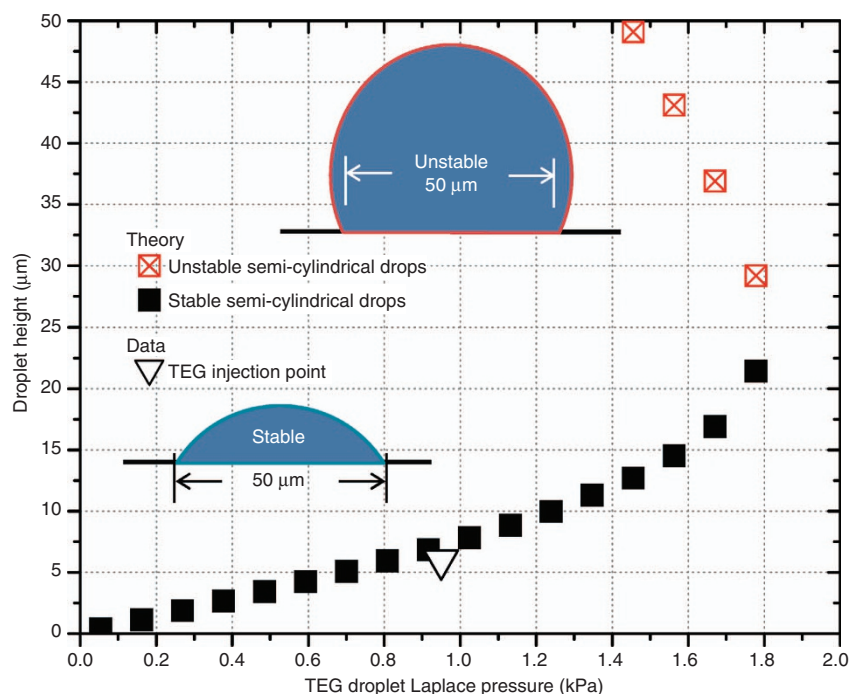 50
45
40
35
30
25
20
15
10
5
0
Droplet height (μm)
Unstable
50 μm
Theory
Unstable semi-cylindrical drops
Stable semi-cylindrical drops
Data
TEG injection point
Stable
50 μm
0.0 0.2 0.4 0.6 0.8 1.0 1.2 1.4 1.6 1.8 2.0
TEG droplet Laplace pressure (kPa)